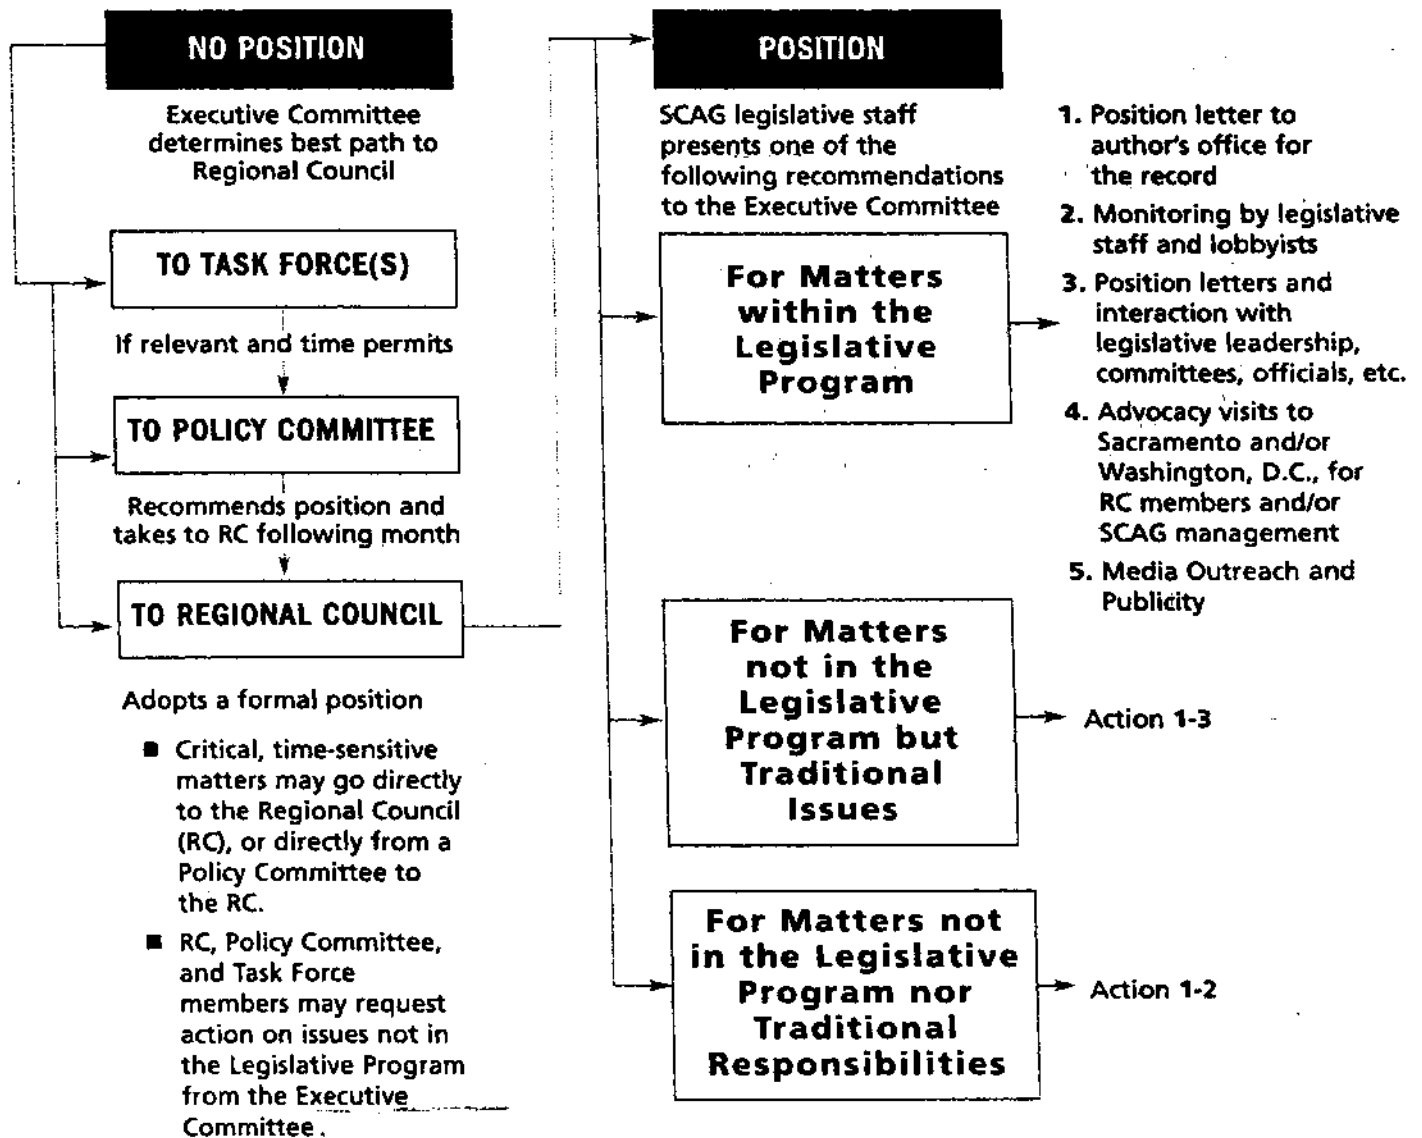 NO POSITION
Executive Committee
determines best path to
Regional Council
TO TASK FORCE(S)
If relevant and time permits
TO POLICY COMMITTEE
Recommends position and
takes to RC following month
TO REGIONAL COUNCIL
Adopts a formal position
■ Critical, time-sensitive
matters may go directly
to the Regional Council
(RC), or directly from a
Policy Committee to
the RC.
■ RC, Policy Committee,
and Task Force
members may request
action on issues not in
the Legislative Program
from the Executive
Committee.
POSITION
SCAG legislative staff
presents one of the
following recommendations
to the Executive Committee
For Matters
within the
Legislative
Program
For Matters
not in the
Legislative
Program but
Traditional
Issues
For Matters not
in the Legislative
Program nor
Traditional
Responsibilities
1. Position letter to
author's office for
the record
2. Monitoring by legislative
staff and lobbyists
3. Position letters and
interaction with
legislative leadership,
committees, officials, etc.
4. Advocacy visits to
Sacramento and/or
Washington, D.C., for
RC members and/or
SCAG management
5. Media Outreach and
Publicity
Action 1-3
Action 1-2